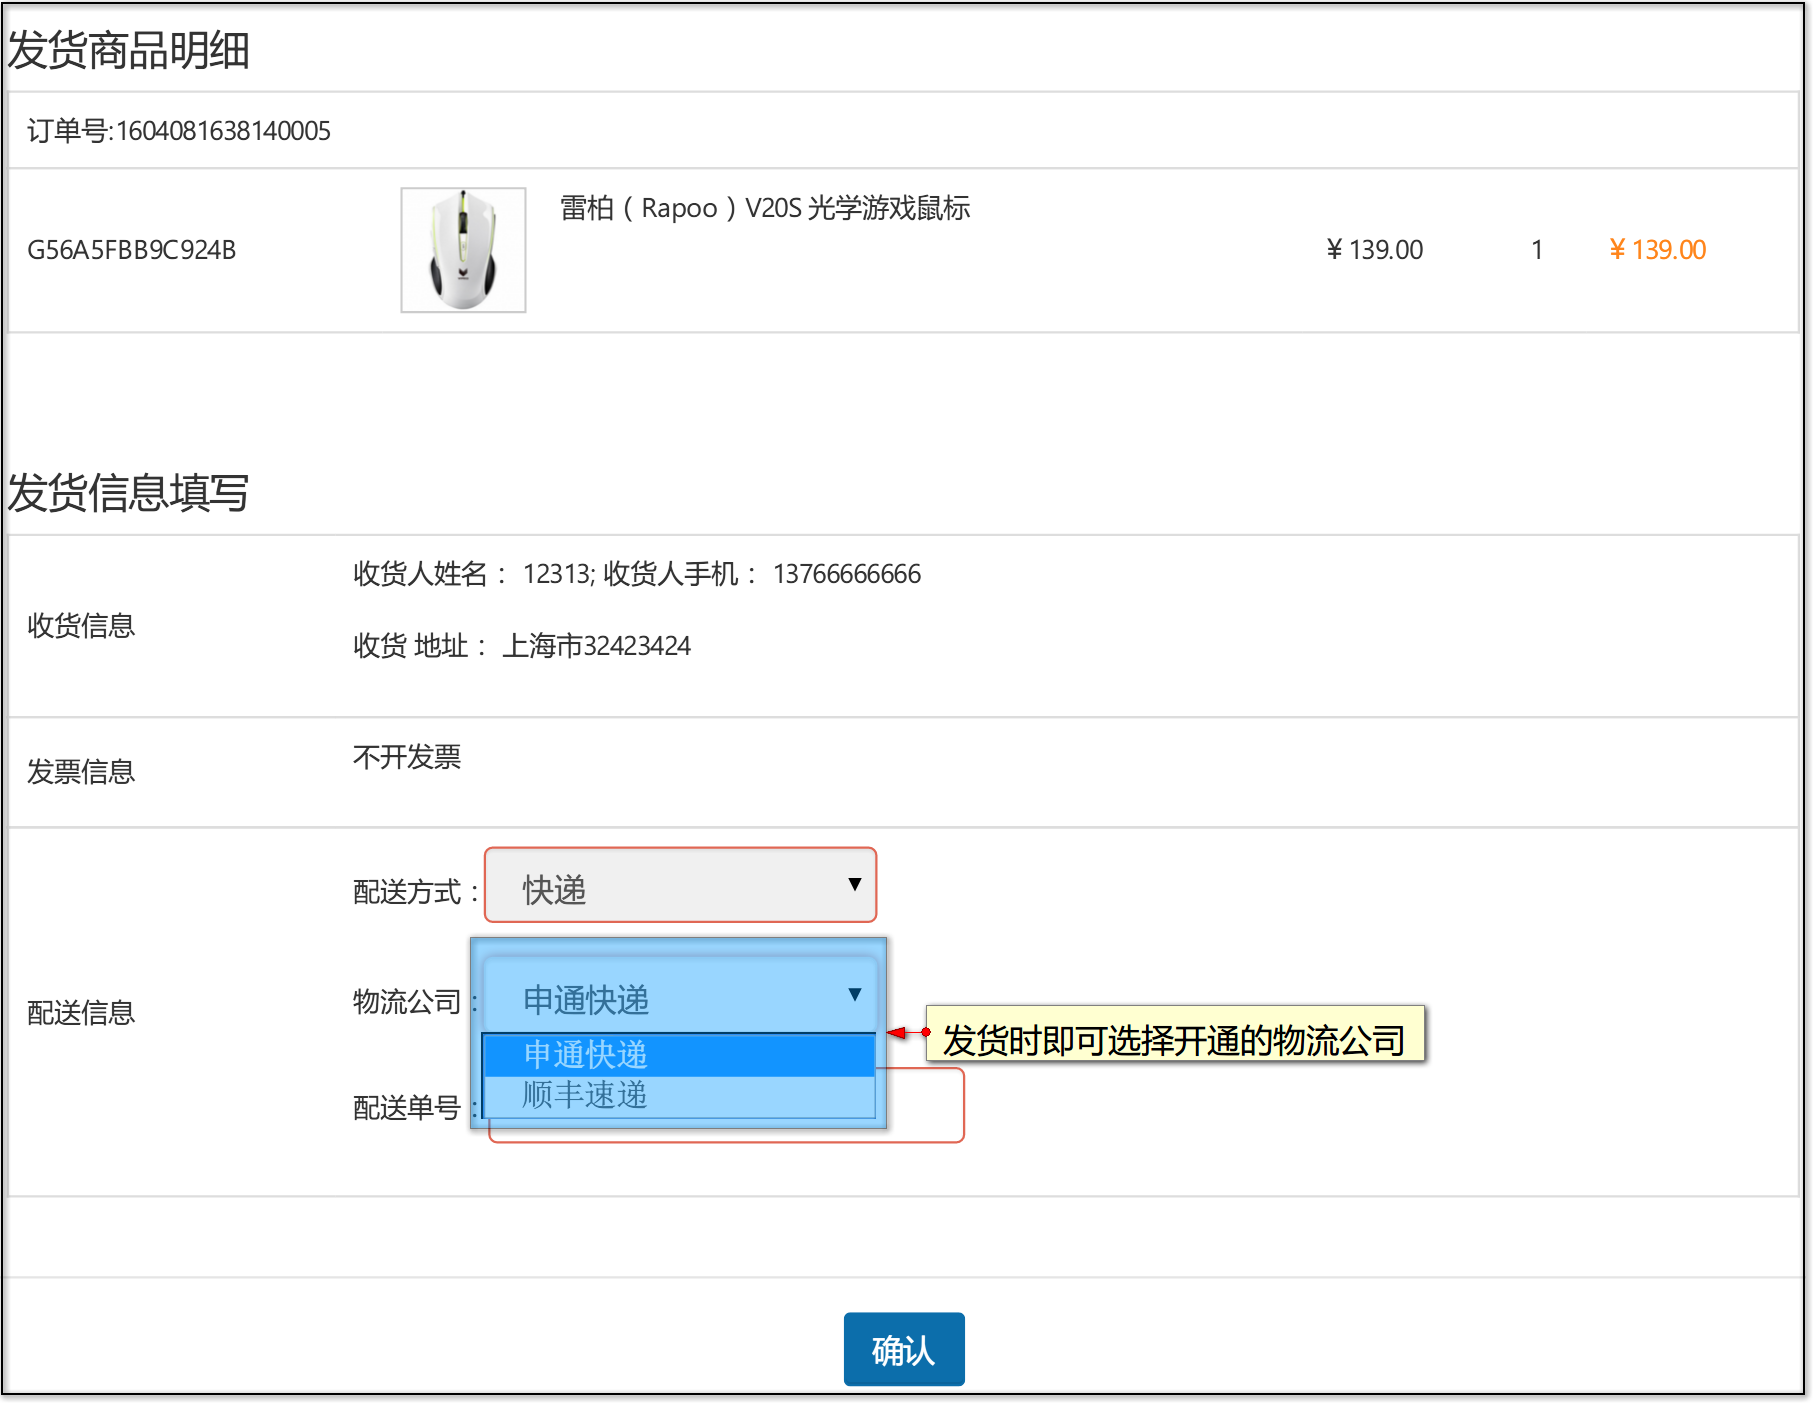 发货商品明细
订单号:1604081638140005
G56A5FBB9C924B
雷柏（Rapoo）V20S 光学游戏鼠标
¥ 139.00
1
¥ 139.00
发货信息填写
收货信息
收货人姓名： 12313; 收货人手机： 13766666666
收货 地址： 上海市32423424
发票信息
不开发票
配送信息
配送方式：
快递
物流公司：
申通快递
申通快递
顺丰速递
发货时即可选择开通的物流公司
配送单号：
确认